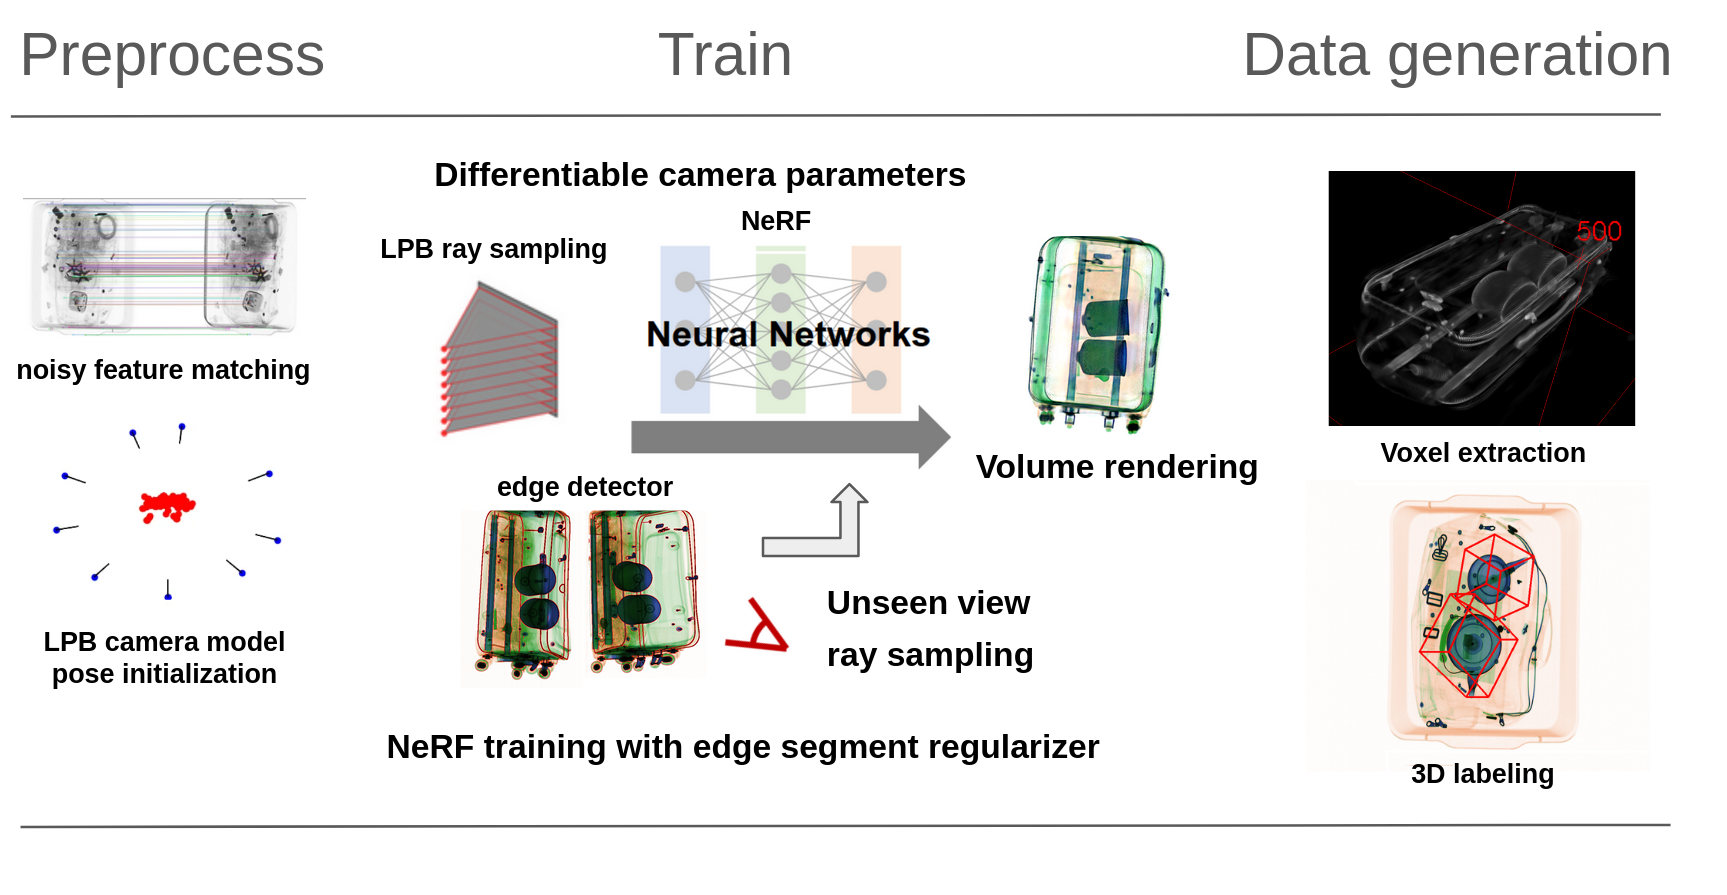 Preprocess
Train
Data generation
noisy feature matching
LPB camera model
pose initialization
Differentiable camera parameters
LPB ray sampling
NeRF
Neural Networks
edge detector
Unseen view
ray sampling
NeRF training with edge segment regularizer
Volume rendering
500
Voxel extraction
3D labeling